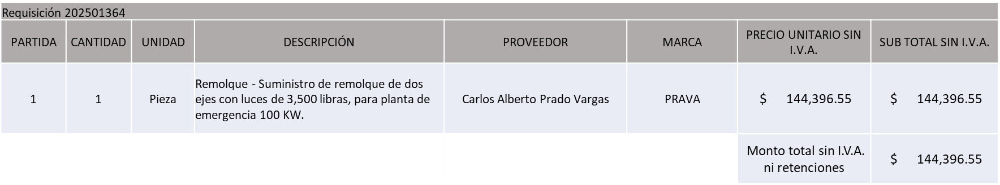 Requisición 202501364
PARTIDA CANTIDAD UNIDAD DESCRIPCIÓN PROVEEDOR MARCA PRECIO UNITARIO SIN I.V.A. SUB TOTAL SIN I.V.A.
1 1 Pieza
Remolque - Suministro de remolque de dos
ejes con luces de 3,500 libras, para planta de
emergencia 100 KW.
Carlos Alberto Prado Vargas PRAVA $ 144,396.55 $ 144,396.55
Monto total sin I.V.A.
ni retenciones
$ 144,396.55